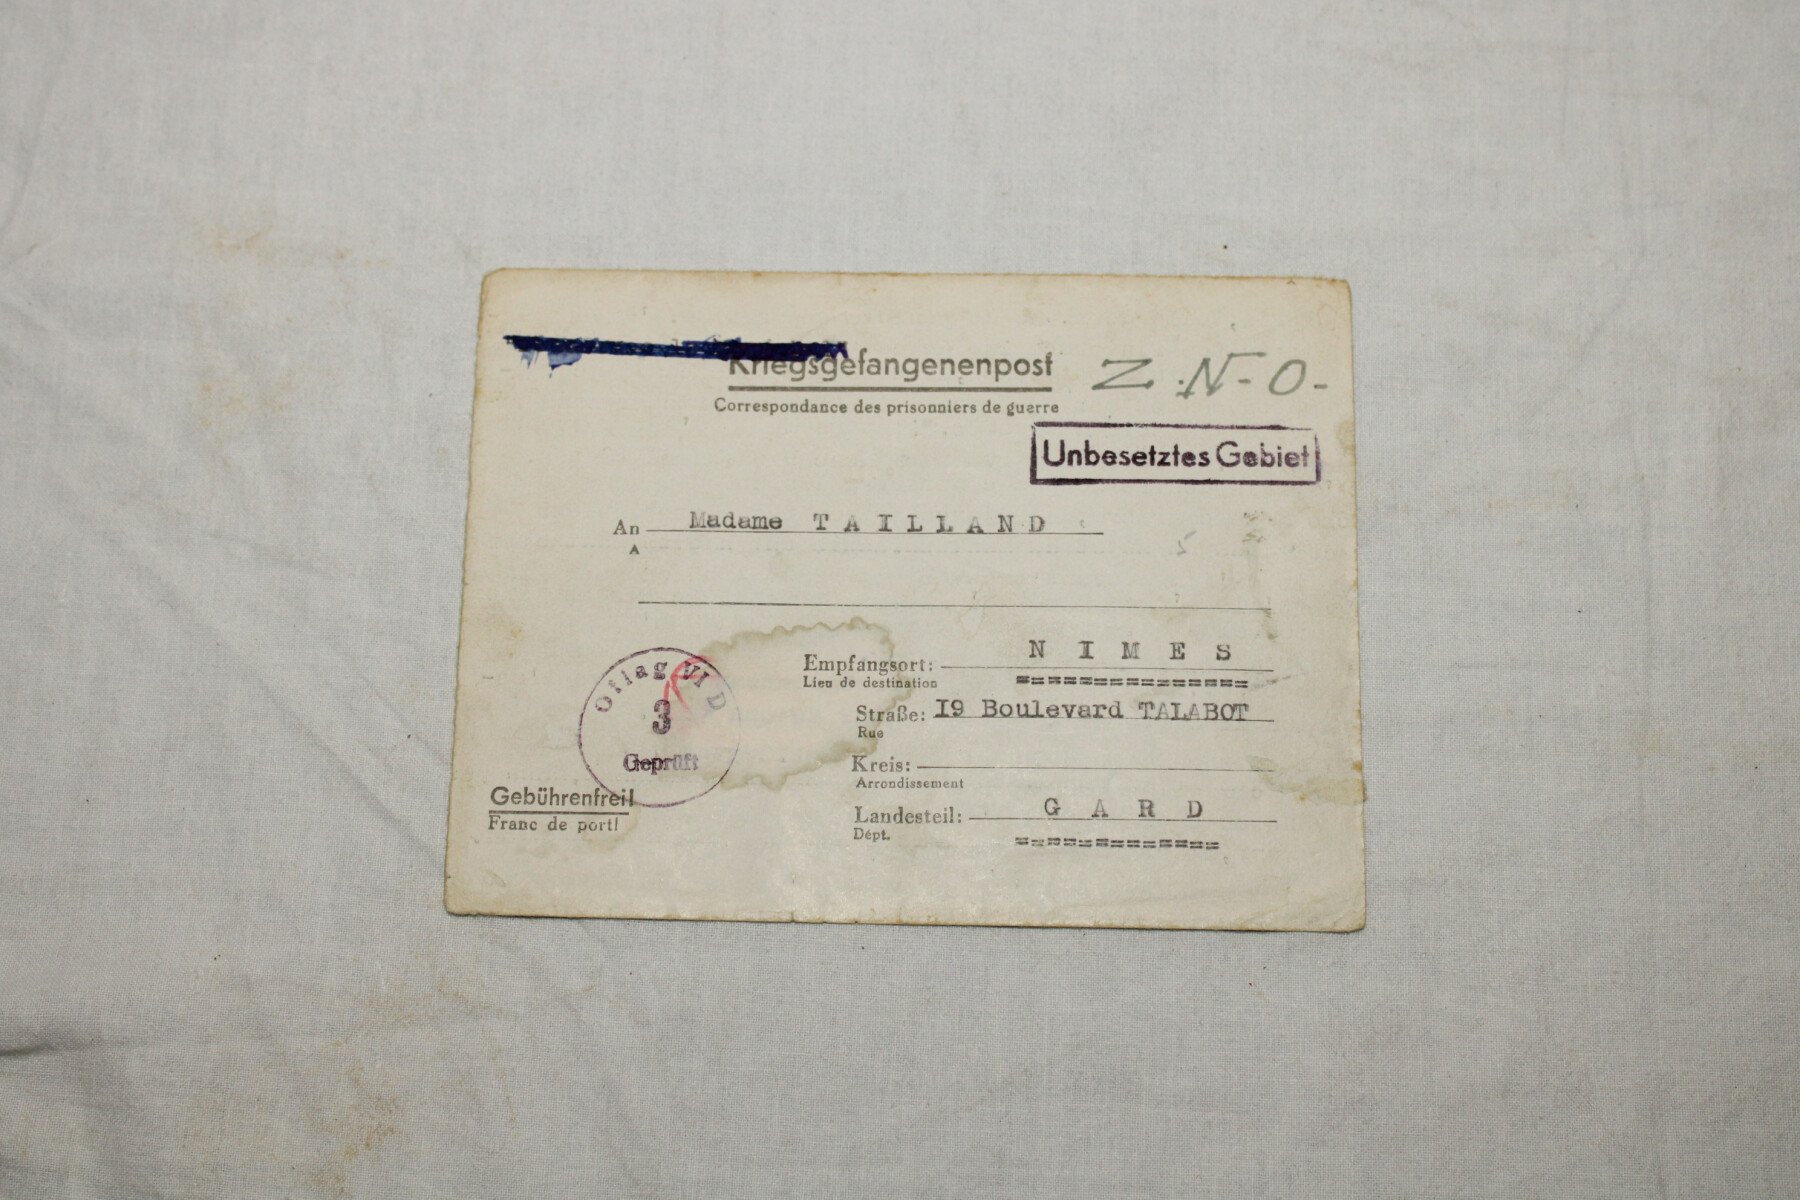 Kriegsgefangenenpost
Correspondance des prisonniers de guerre
Z.N-O-
Unbesetztes Gebiet
An Madame TAILLAND
A
Empfangsort: NIMES
Lieu de destination
Straße: I9 Boulevard TALABOT
Rue
Kreis:
Arrondissement
Landesteil: GARD
Dépt.
Oflag VI D
3
Geprüft
Gebührenfrei!
Franc de port!